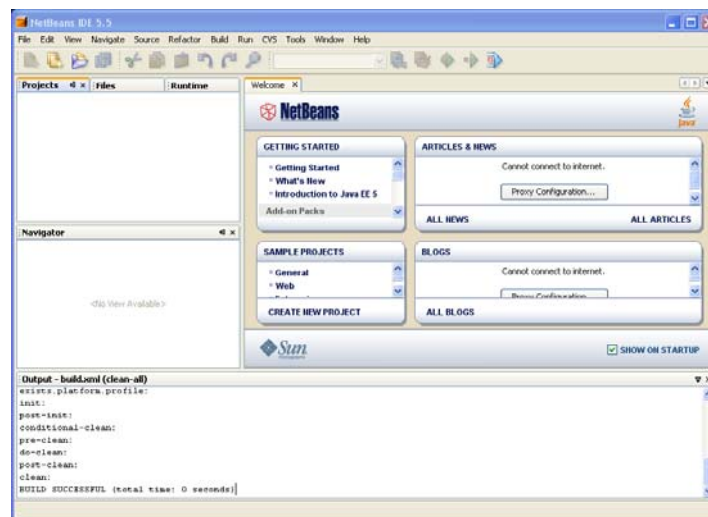 NetBeans IDE 5.5
File Edit View Navigate Source Refactor Build Run CVS Tools Window Help
Projects Files Runtime
Welcome
NetBeans
Java
GETTING STARTED
Getting Started
What's New
Introduction to Java EE 5
Add-on Packs
ARTICLES & NEWS
Cannot connect to internet.
Proxy Configuration...
ALL NEWS ALL ARTICLES
Navigator
<No View Available>
SAMPLE PROJECTS
General
Web
CREATE NEW PROJECT
BLOGS
Cannot connect to internet.
Proxy Configuration
ALL BLOGS
Sun
SHOW ON STARTUP
Output - build.xml (clean-all)
exists.platform.profile:
init:
post-init:
conditional-clean:
pre-clean:
do-clean:
post-clean:
clean:
BUILD SUCCESSFUL (total time: 0 seconds)